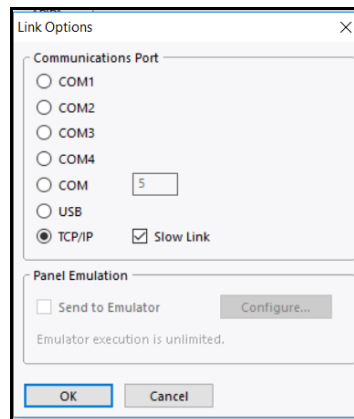 Link Options
Communications Port
COM1
COM2
COM3
COM4
COM 5
USB
TCP/IP Slow Link
Panel Emulation
Send to Emulator Configure...
Emulator execution is unlimited.
OK Cancel